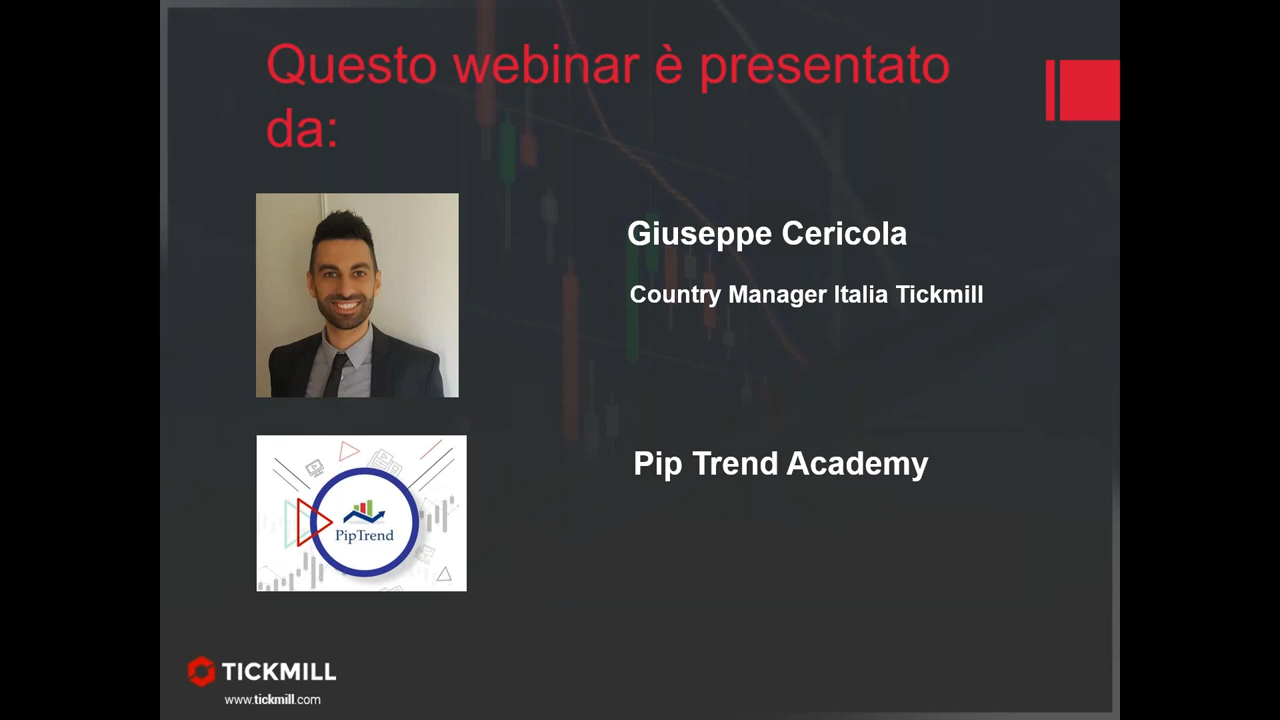 Questo webinar è presentato
da:
Giuseppe Cericola
Country Manager Italia Tickmill
Pip Trend Academy
PipTrend
TICKMILL
www.tickmill.com